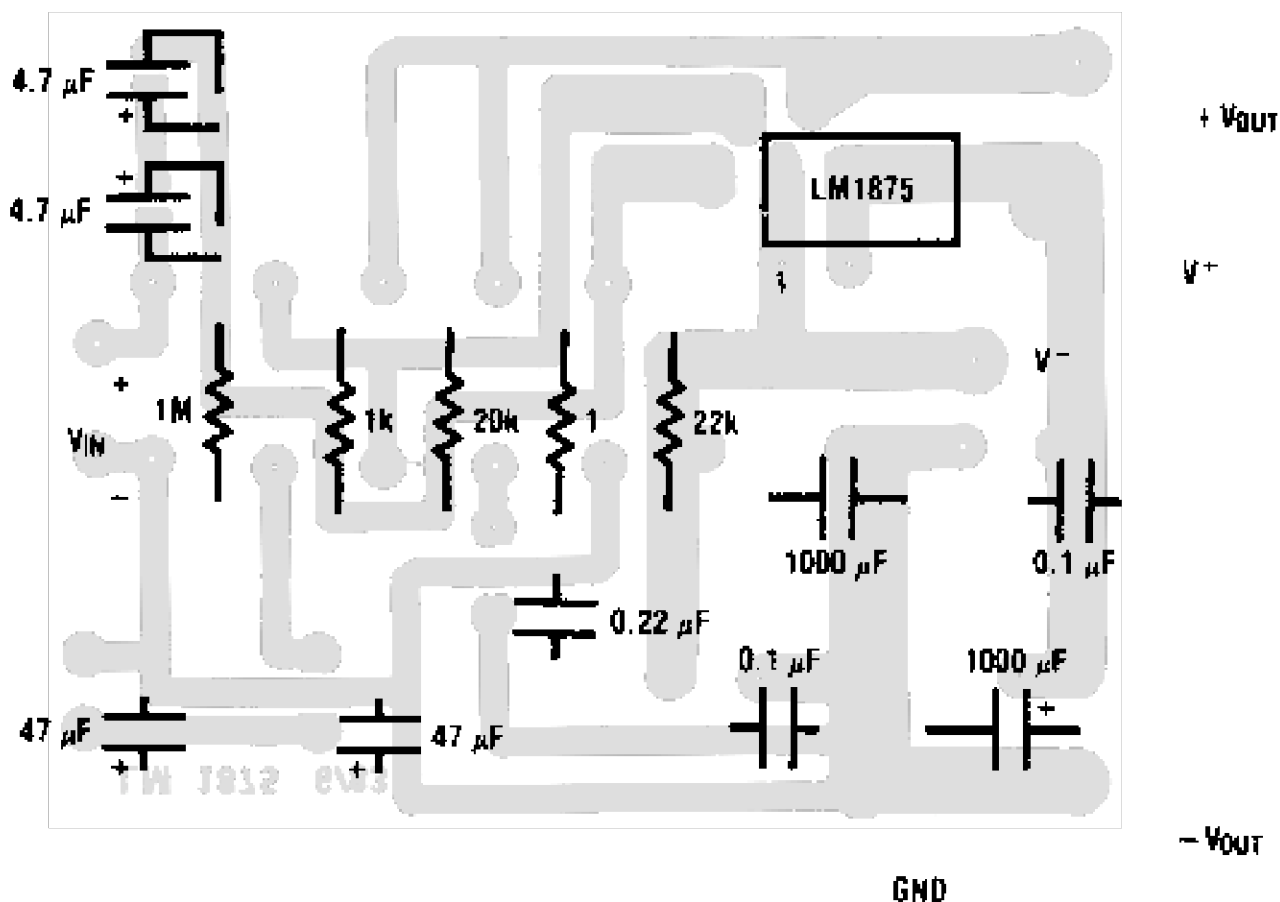 4.7 μF
+
+ VOUT
+
4.7 μF
LM1875
V+
1
V−
+
1M
1k
20k
1
22k
VIN
−
1000 μF
0.1 μF
0.22 μF
0.1 μF
1000 μF
+
47 μF
47 μF
+
+
− VOUT
GND